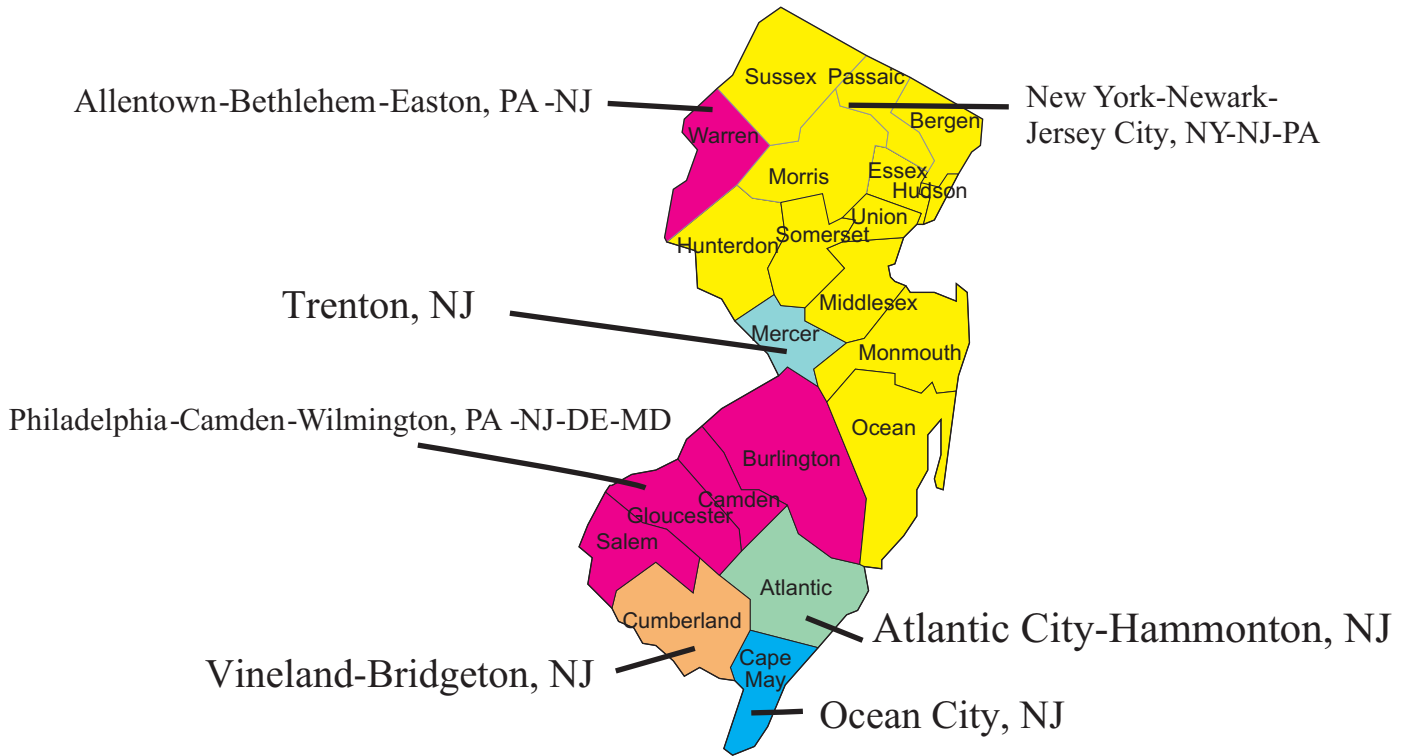 Sussex
Passaic
Allentown-Bethlehem-Easton, PA -NJ
New York-Newark-
Jersey City, NY-NJ-PA
Bergen
Warren
Essex
Morris
Hudson
Union
Somerset
Hunterdon
Trenton, NJ
Middlesex
Mercer
Monmouth
Philadelphia-Camden-Wilmington, PA -NJ-DE-MD
Ocean
Burlington
Camden
Gloucester
Salem
Atlantic
Cumberland
Atlantic City-Hammonton, NJ
Vineland-Bridgeton, NJ
Cape
May
Ocean City, NJ